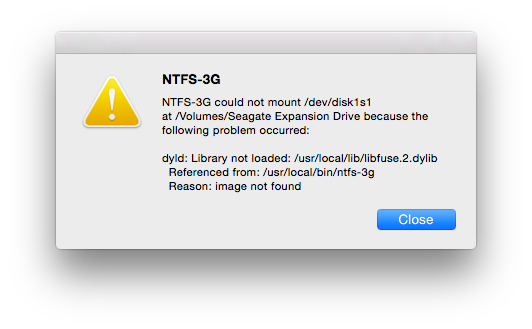 NTFS-3G
NTFS-3G could not mount /dev/disk1s1
at /Volumes/Seagate Expansion Drive because the
following problem occurred:
dyld: Library not loaded: /usr/local/lib/libfuse.2.dylib
Referenced from: /usr/local/bin/ntfs-3g
Reason: image not found
Close